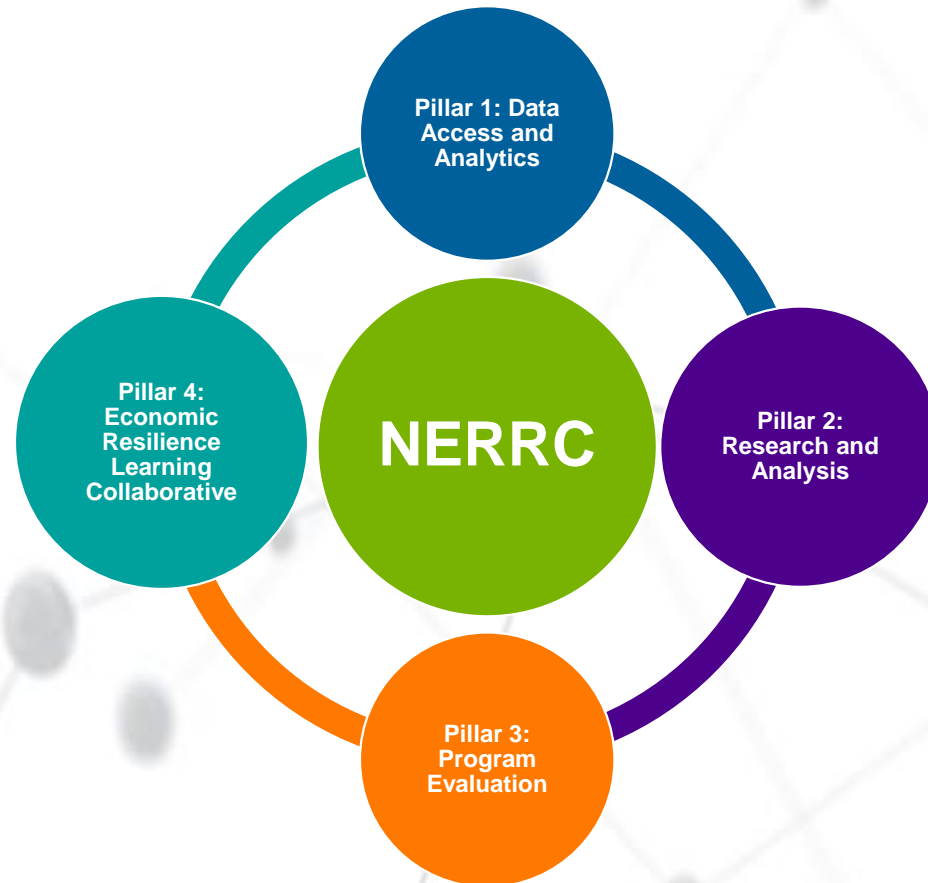 Pillar 1: Data
Access and
Analytics
Pillar 2:
Research and
Analysis
Pillar 3:
Program
Evaluation
Pillar 4:
Economic
Resilience
Learning
Collaborative
NERRC